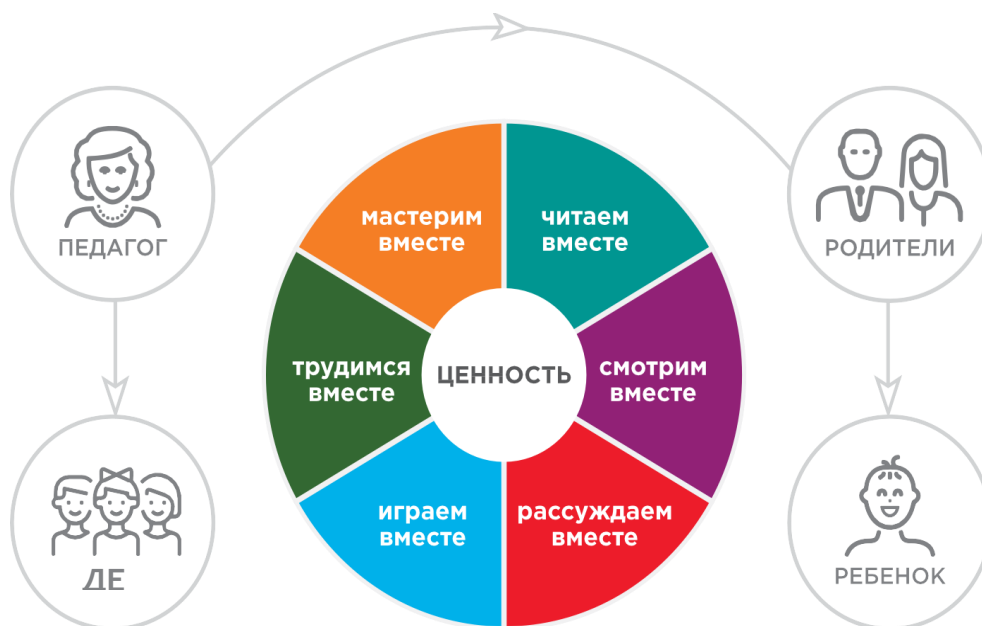 ПЕДАГОГ
РОДИТЕЛИ
мастерим
вместе
читаем
вместе
трудимся
вместе
ЦЕННОСТЬ
смотрим
вместе
играем
вместе
рассуждаем
вместе
ДЕ
РЕБЕНОК